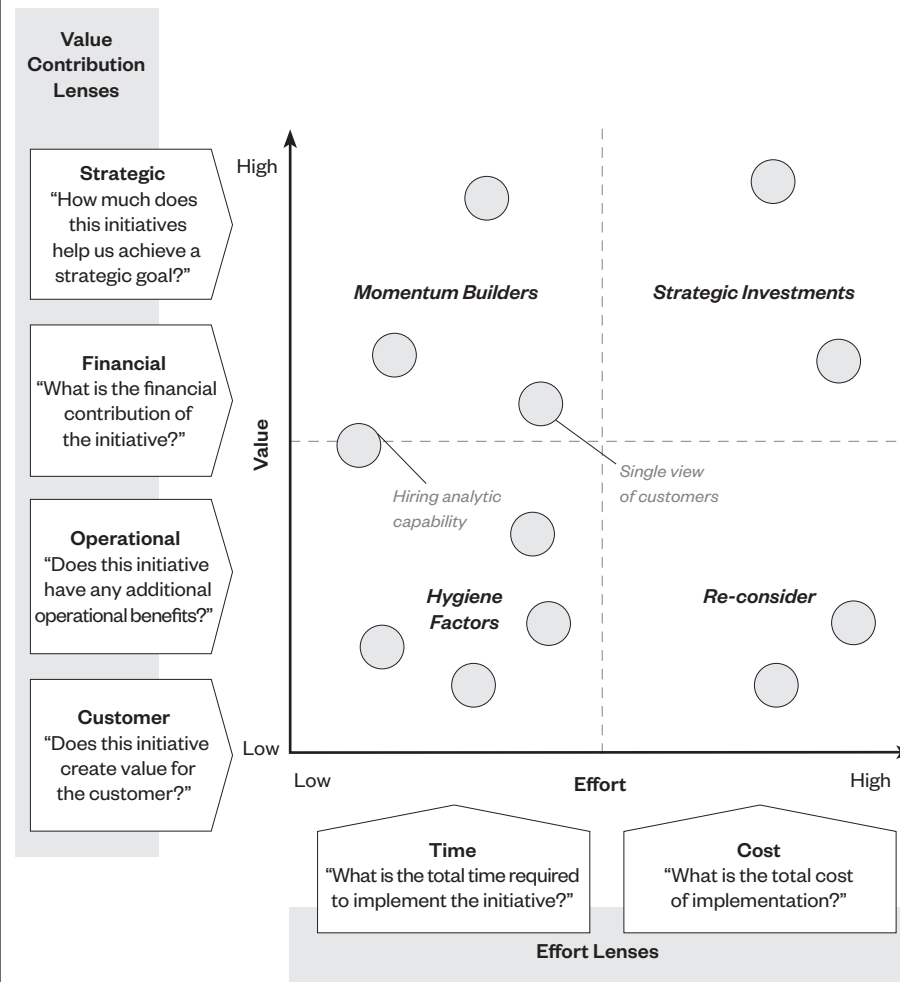 Value
Contribution
Lenses
Strategic
“How much does
this initiatives
help us achieve a
strategic goal?”
Financial
“What is the financial
contribution of
the initiative?”
Operational
“Does this initiative
have any additional
operational benefits?”
Customer
“Does this initiative
create value for
the customer?”
High
Value
Low
Momentum Builders
Strategic Investments
Hiring analytic
capability
Single view
of customers
Hygiene
Factors
Re-consider
Low
Effort
High
Time
“What is the total time required
to implement the initiative?”
Cost
“What is the total cost
of implementation?”
Effort Lenses